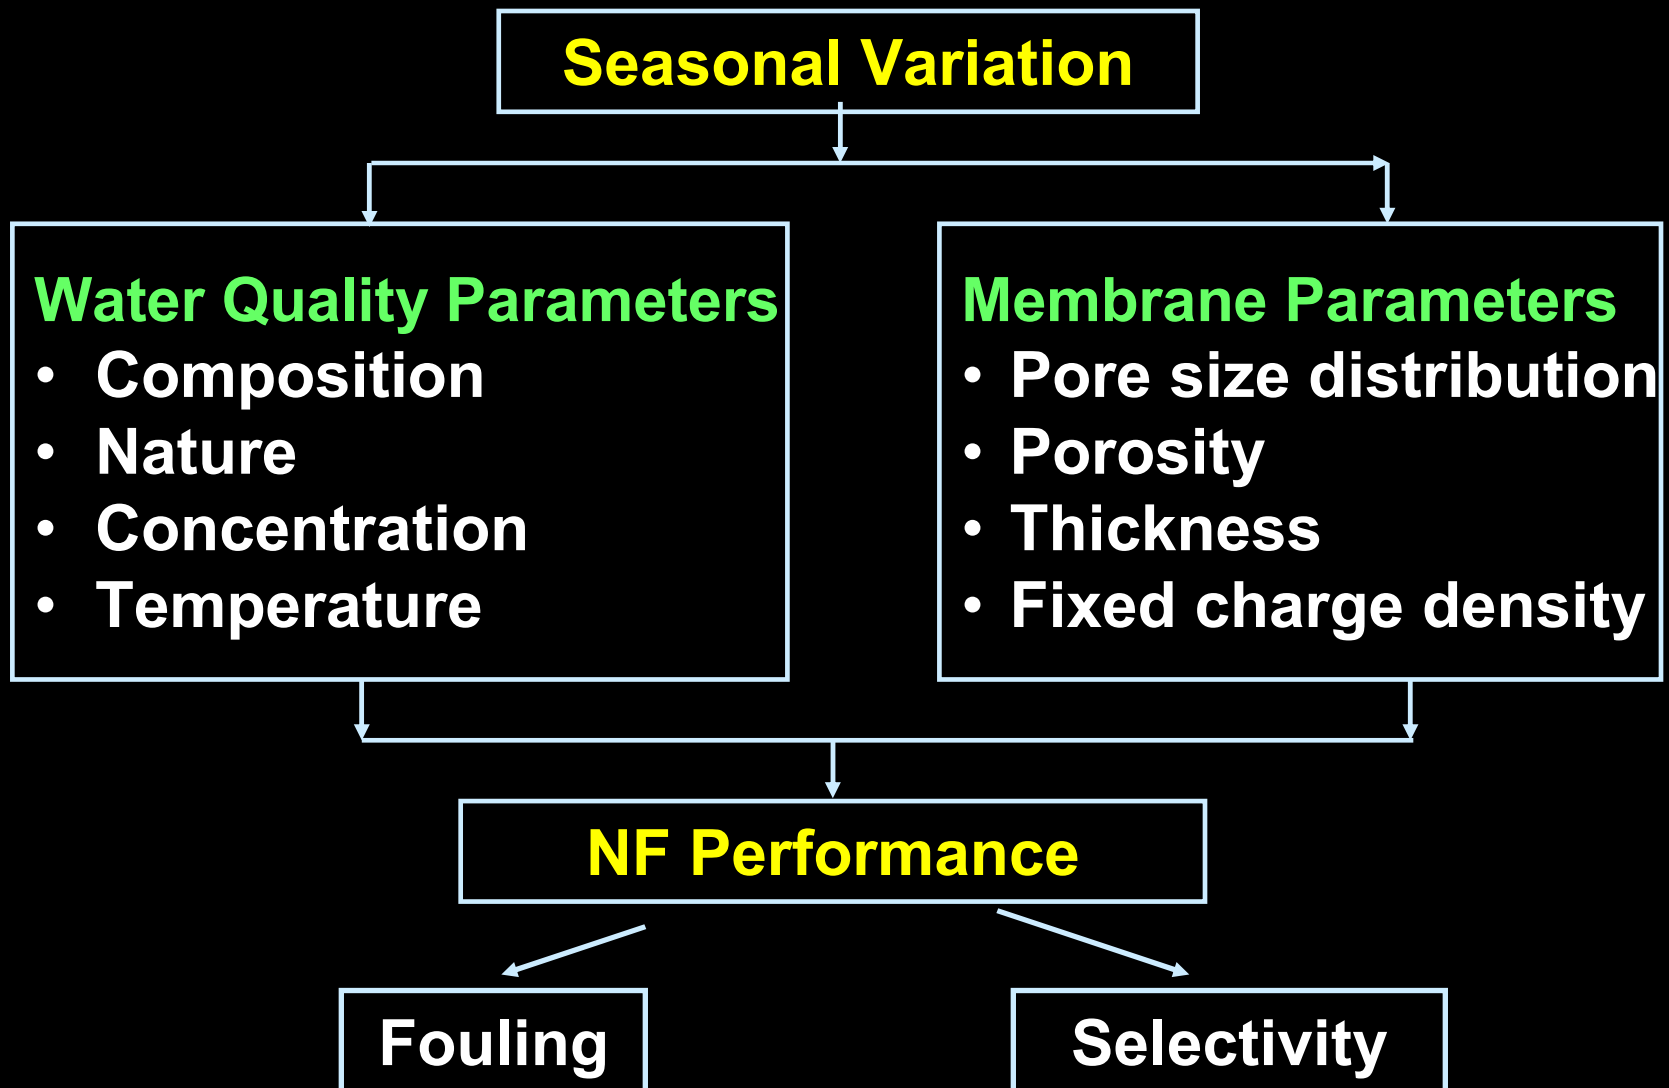 Seasonal Variation
Water Quality Parameters
• Composition
• Nature
• Concentration
• Temperature
Membrane Parameters
• Pore size distribution
• Porosity
• Thickness
• Fixed charge density
NF Performance
Fouling
Selectivity